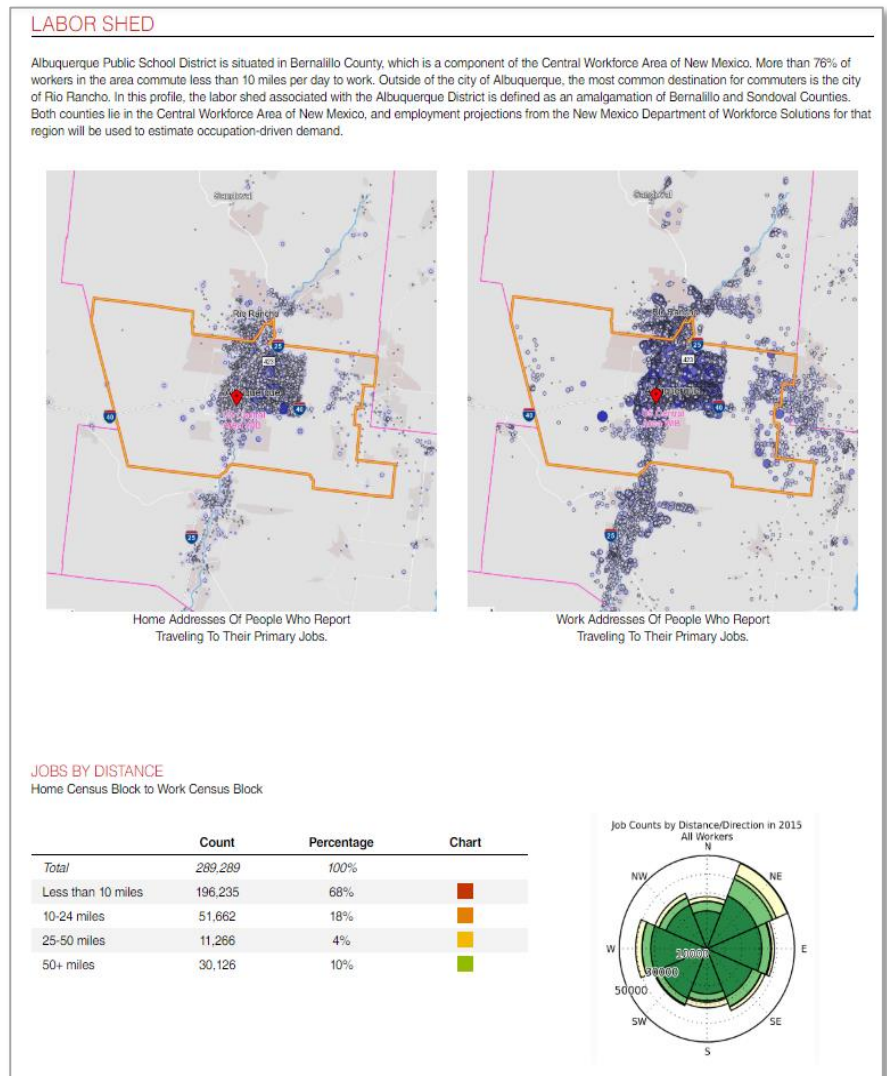 LABOR SHED
Albuquerque Public School District is situated in Bernalillo County, which is a component of the Central Workforce Area of New Mexico. More than 76% of
workers in the area commute less than 10 miles per day to work. Outside of the city of Albuquerque, the most common destination for commuters is the city
of Rio Rancho. In this profile, the labor shed associated with the Albuquerque District is defined as an amalgamation of Bernalillo and Sondoval Counties.
Both counties lie in the Central Workforce Area of New Mexico, and employment projections from the New Mexico Department of Workforce Solutions for that
region will be used to estimate occupation-driven demand.
Sandoval
Rio Rancho
25
423
40
40
25
Sandoval
25
423
40
40
25
Home Addresses Of People Who Report
Traveling To Their Primary Jobs.
Work Addresses Of People Who Report
Traveling To Their Primary Jobs.
JOBS BY DISTANCE
Home Census Block to Work Census Block
Count Percentage Chart
Total 289,289 100%
Less than 10 miles 196,235 68%
10-24 miles 51,662 18%
25-50 miles 11,266 4%
50+ miles 30,126 10%
Job Counts by Distance/Direction in 2015
All Workers
N
NW NE
W E
10000
30000
50000
SW SE
S